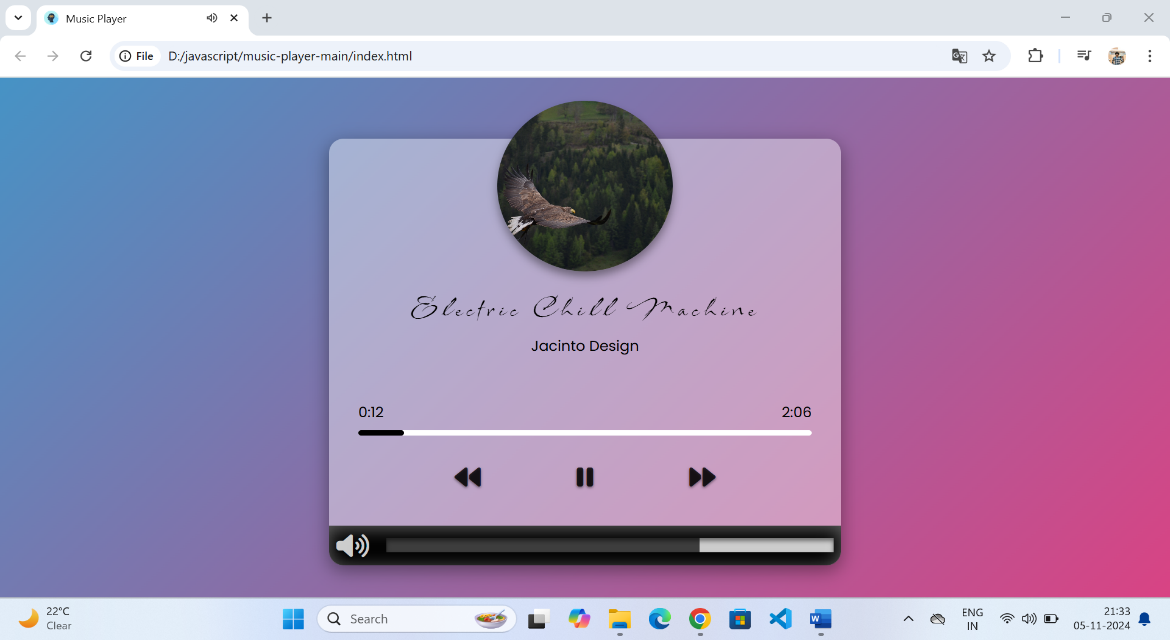 Music Player
File D:/javascript/music-player-main/index.html
Electric Chill Machine
Jacinto Design
0:12 2:06
22°C
Clear
Search
ENG
IN
21:33
05-11-2024